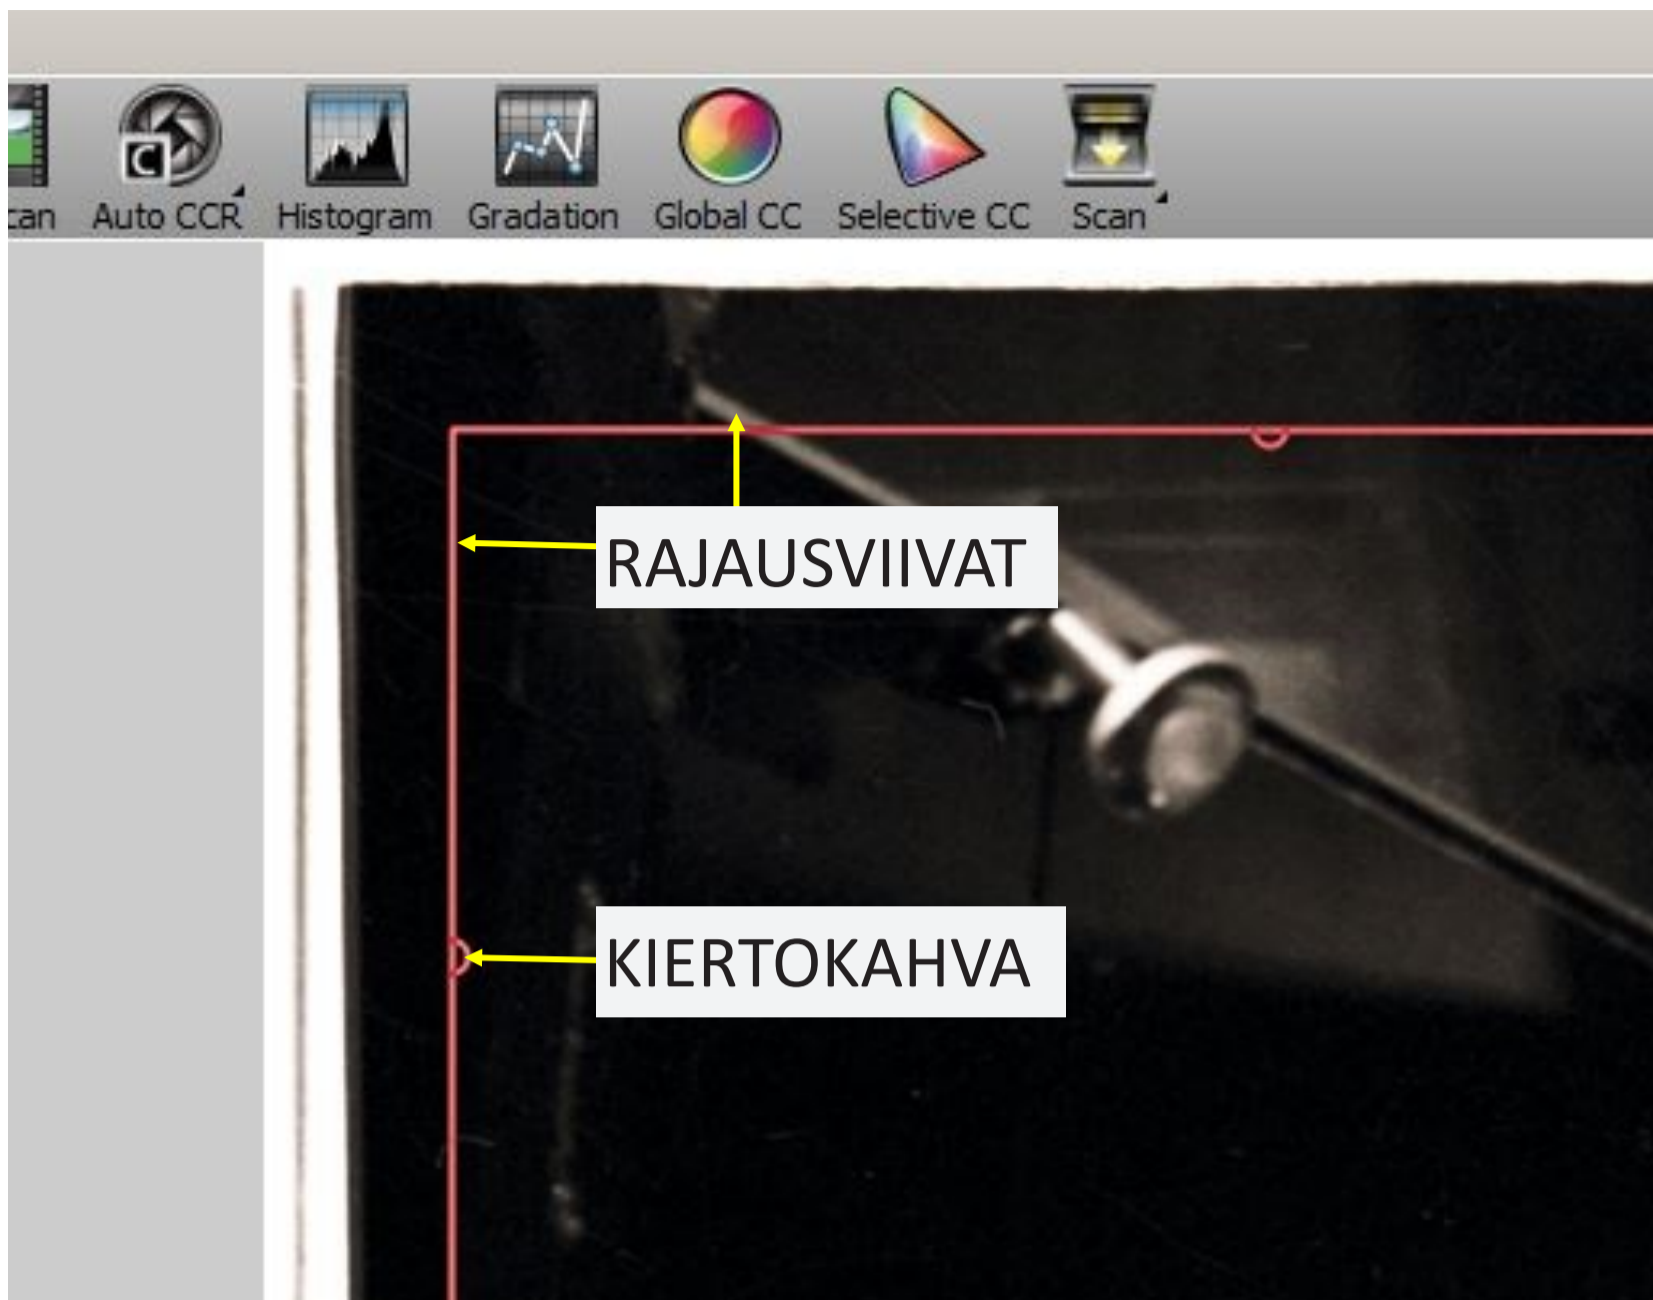 can Auto CCR Histogram Gradation Global CC Selective CC Scan
RAJAUSVIIVAT
KIERTOKAHVA